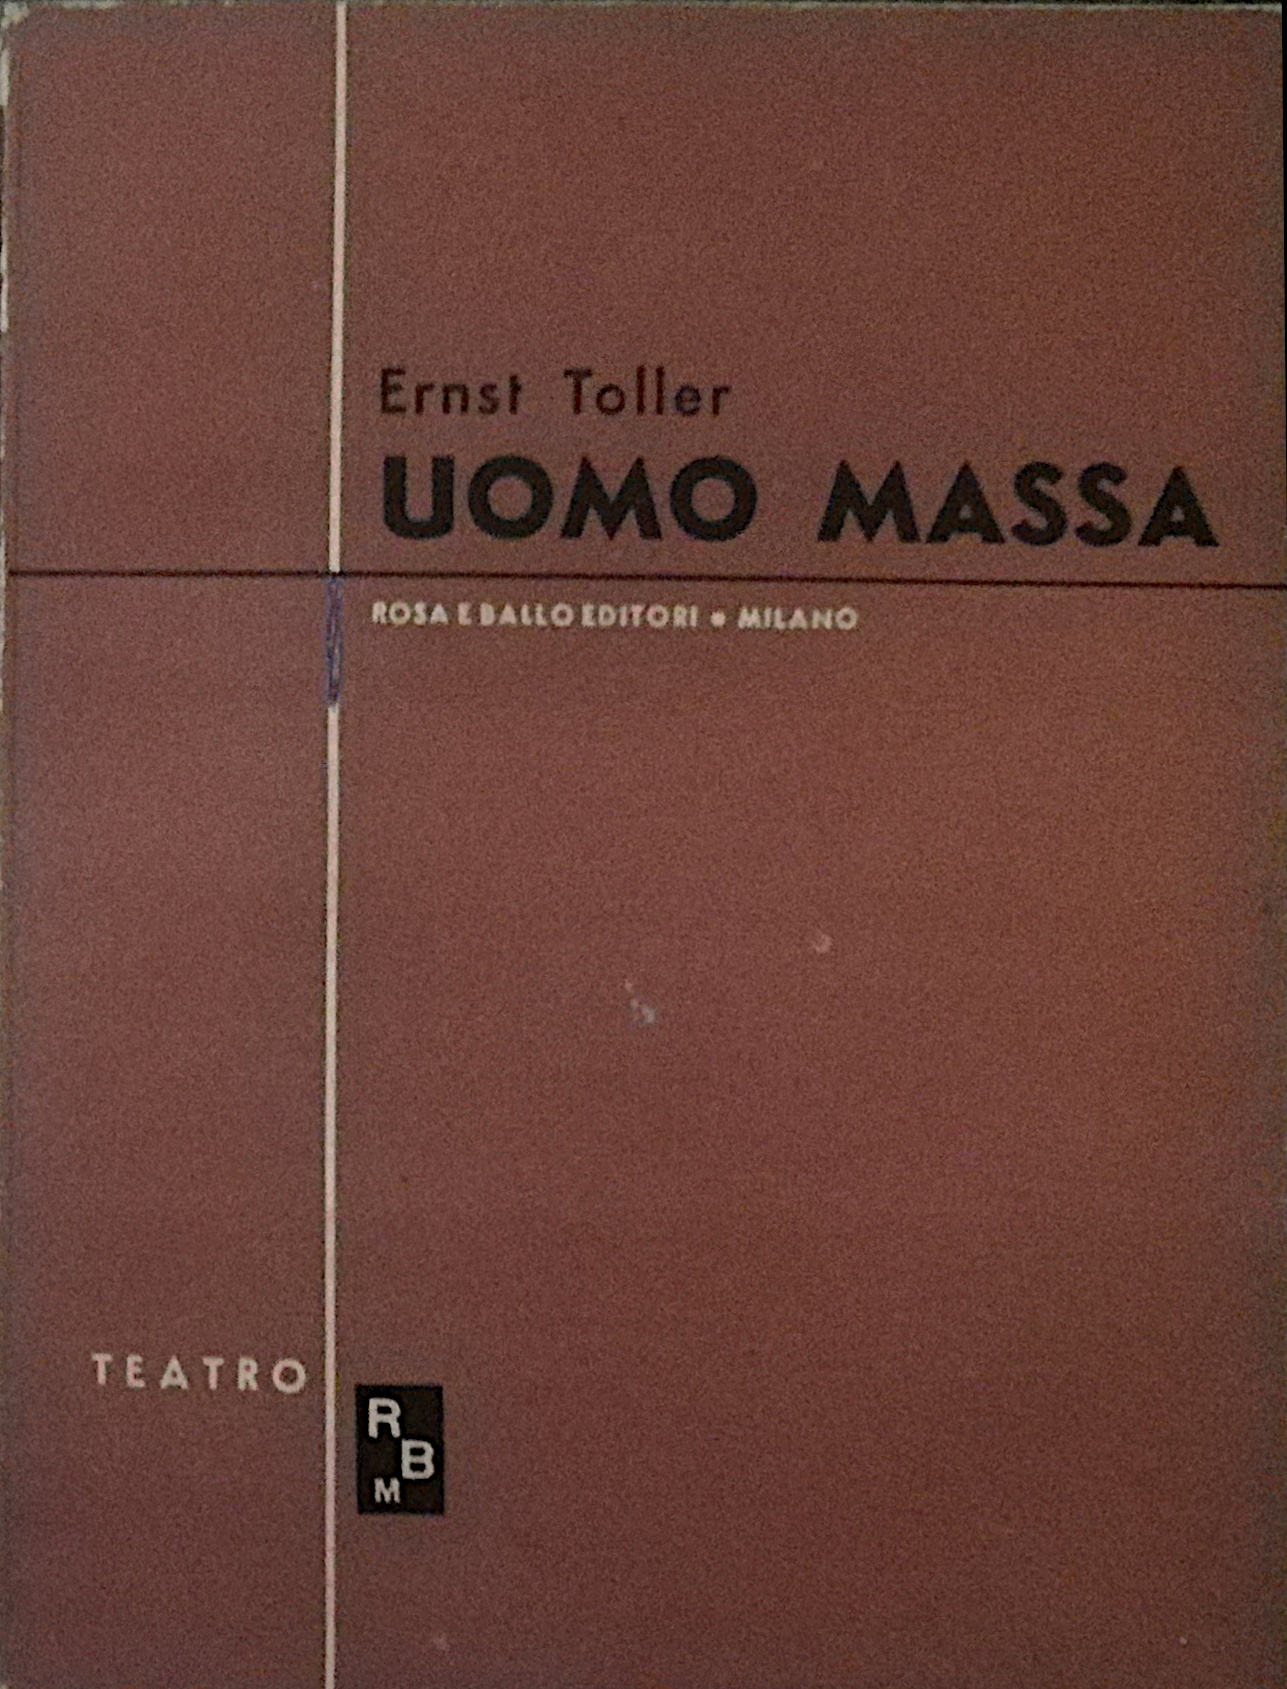 Ernst Toller
UOMO MASSA
ROSA E BALLO EDITORI • MILANO
TEATRO
R
B
M